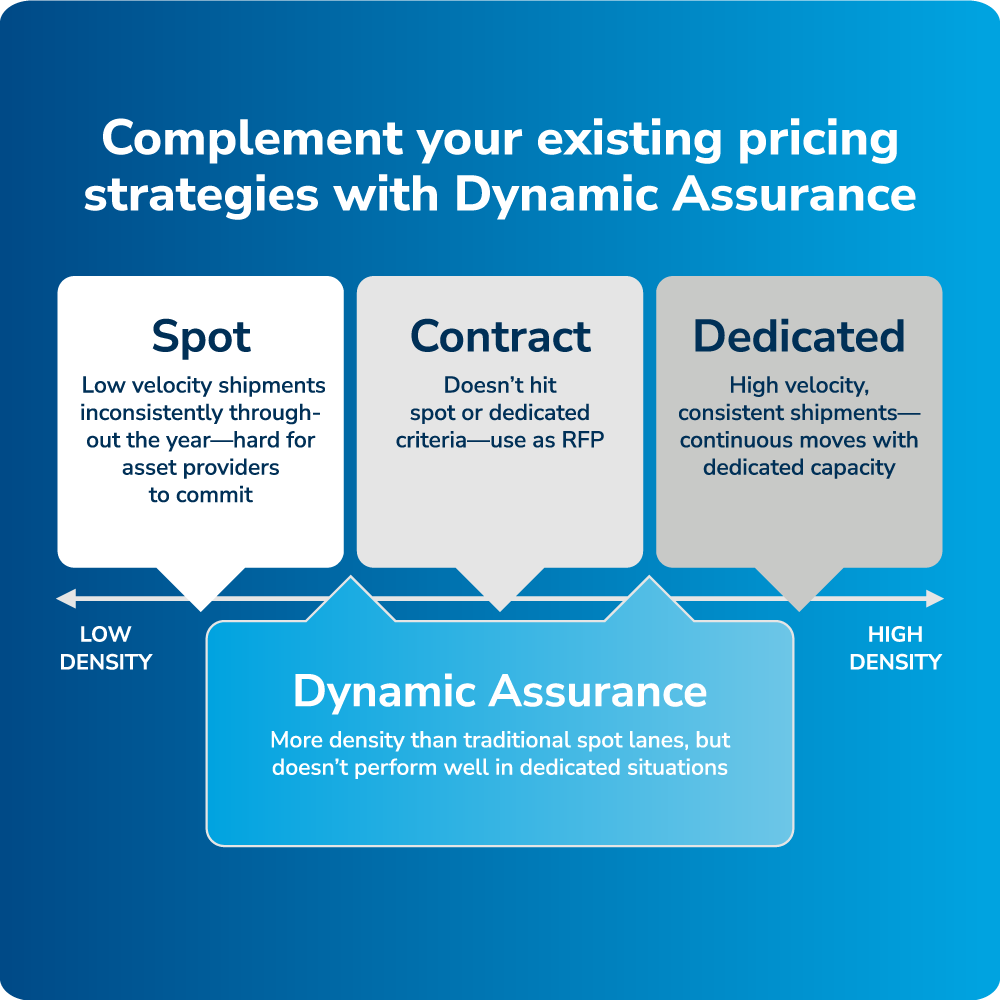 Complement your existing pricing
strategies with Dynamic Assurance
Spot
Low velocity shipments
inconsistently through-
out the year—hard for
asset providers
to commit
Contract
Doesn’t hit
spot or dedicated
criteria—use as RFP
Dedicated
High velocity,
consistent shipments—
continuous moves with
dedicated capacity
LOW
DENSITY
HIGH
DENSITY
Dynamic Assurance
More density than traditional spot lanes, but
doesn’t perform well in dedicated situations